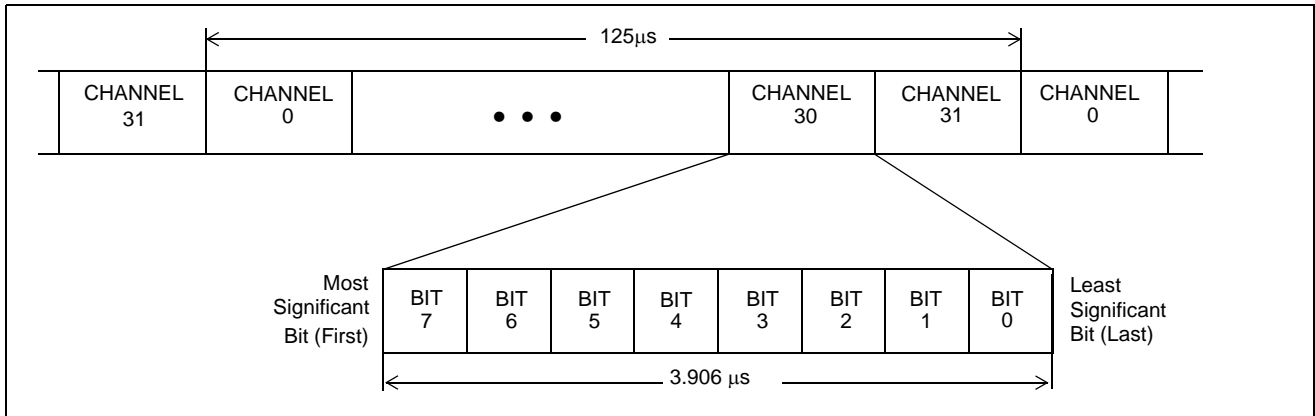 125μs
CHANNEL
31
CHANNEL
0
• • •
CHANNEL
30
CHANNEL
31
CHANNEL
0
Most
Significant
Bit (First)
BIT
7
BIT
6
BIT
5
BIT
4
BIT
3
BIT
2
BIT
1
BIT
0
Least
Significant
Bit (Last)
3.906 μs